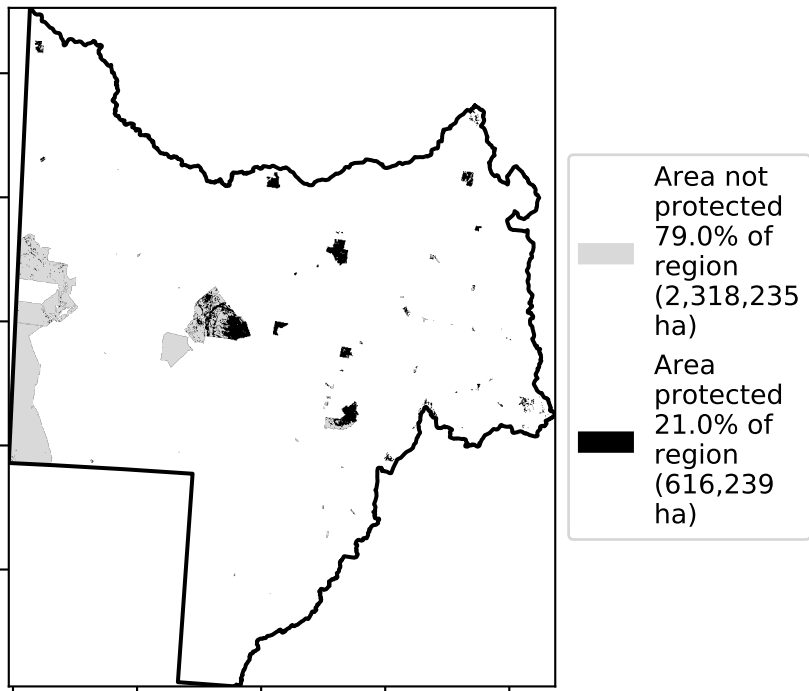 Area not
protected
79.0% of
region
(2,318,235
ha)
Area
protected
21.0% of
region
(616,239
ha)